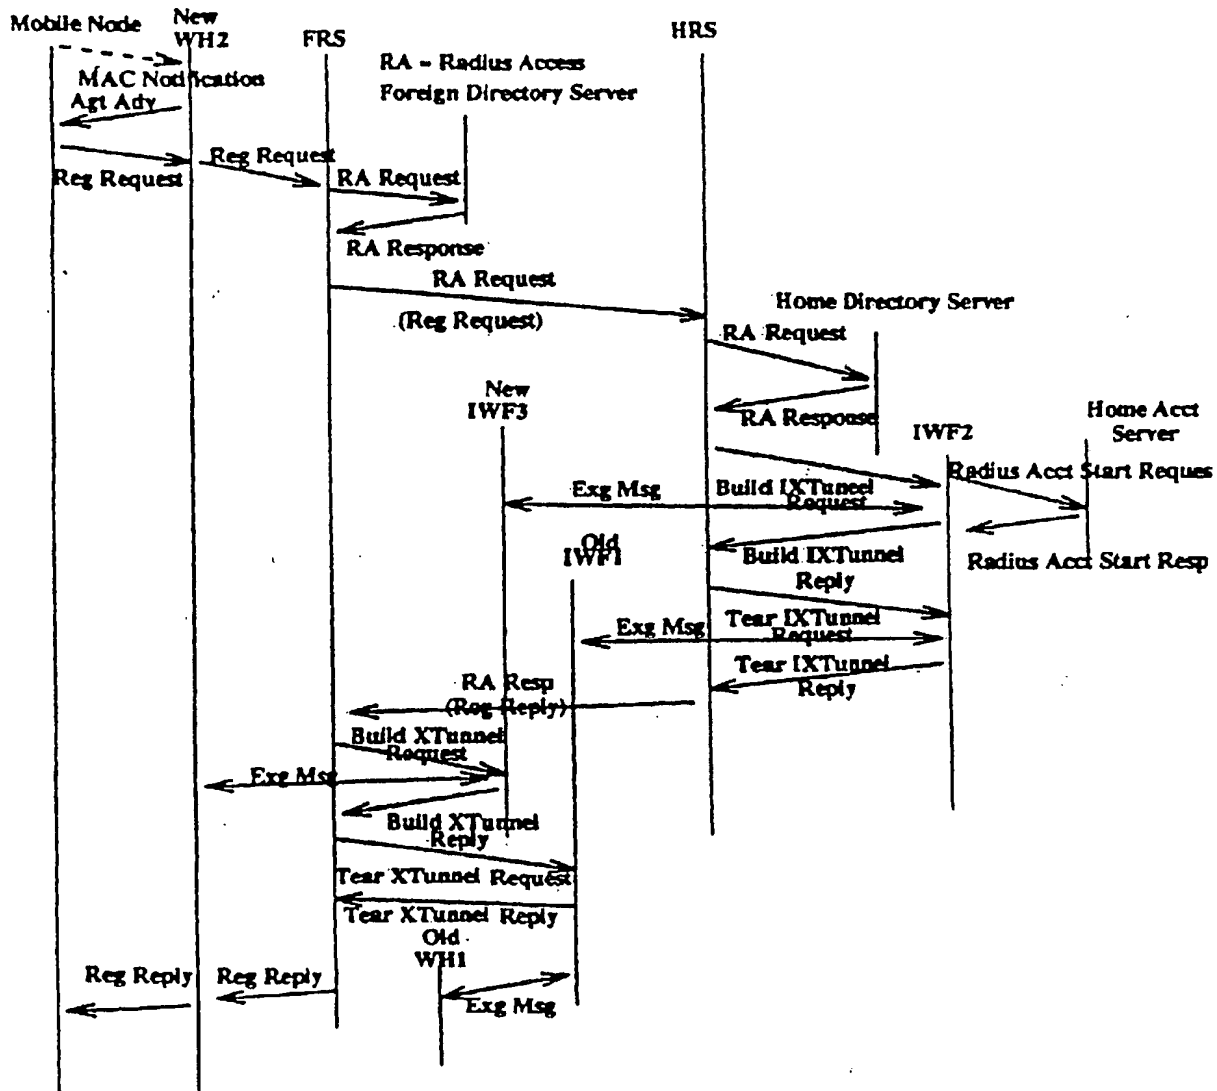 Mobile Node
New
WH2
FRS
HRS
RA - Radius Access
Foreign Directory Server
MAC Notification
Agt Adv
Reg Request
Reg Request
RA Request
RA Response
RA Request
(Reg Request)
Home Directory Server
RA Request
RA Response
New
IWF3
IWF2
Home Acct
Server
Radius Acct Start Reques
Exg Msg
Build IXTunnel
Request
Old
IWF1
Build IXTunnel
Reply
Radius Acct Start Resp
Exg Msg
Tear IXTunnel
Request
Tear IXTunnel
Reply
RA Resp
(Reg Reply)
Build XTunnel
Request
Exg Msg
Build XTunnel
Reply
Tear XTunnel Request
Tear XTunnel Reply
Old
WH1
Reg Reply
Reg Reply
Exg Msg